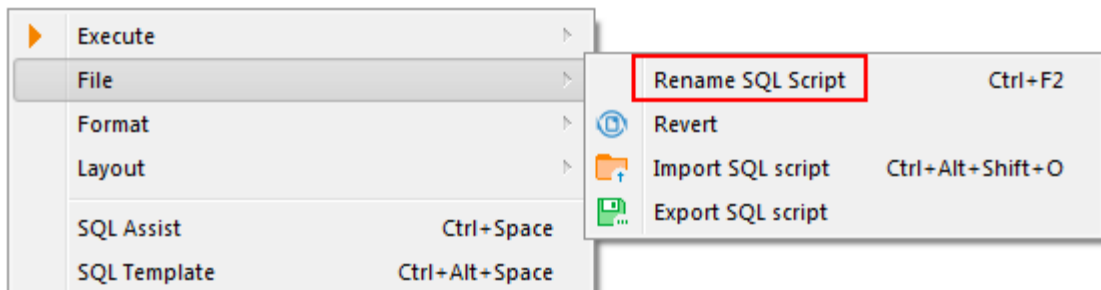 Execute
File
Format
Layout
SQL Assist Ctrl+Space
SQL Template Ctrl+Alt+Space
Rename SQL Script Ctrl+F2
Revert
Import SQL script Ctrl+Alt+Shift+O
Export SQL script